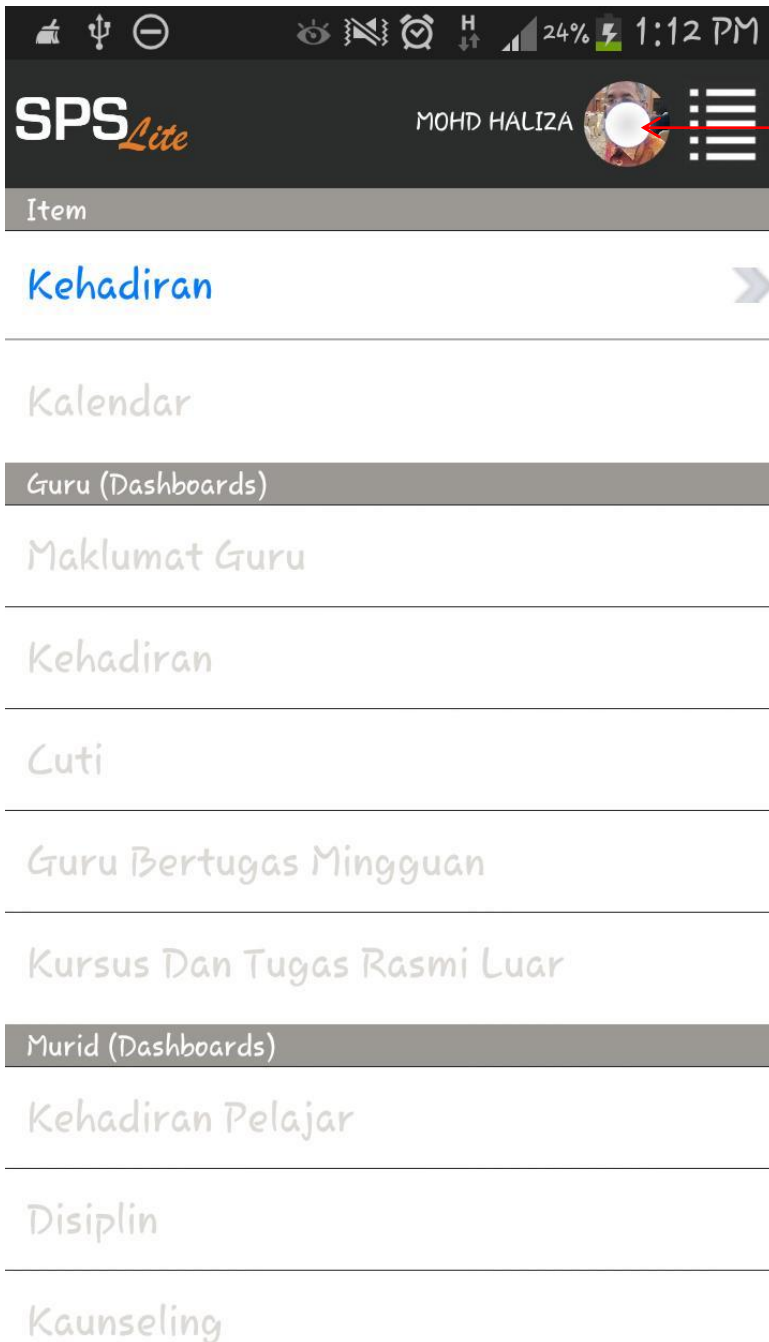 H 24% 1:12 PM
SPS Lite MOHD HALIZA
Item
Kehadiran
Kalendar
Guru (Dashboards)
Maklumat Guru
Kehadiran
Cuti
Guru Bertugas Mingguan
Kursus Dan Tugas Rasmi Luar
Murid (Dashboards)
Kehadiran Pelajar
Disiplin
Kaunseling